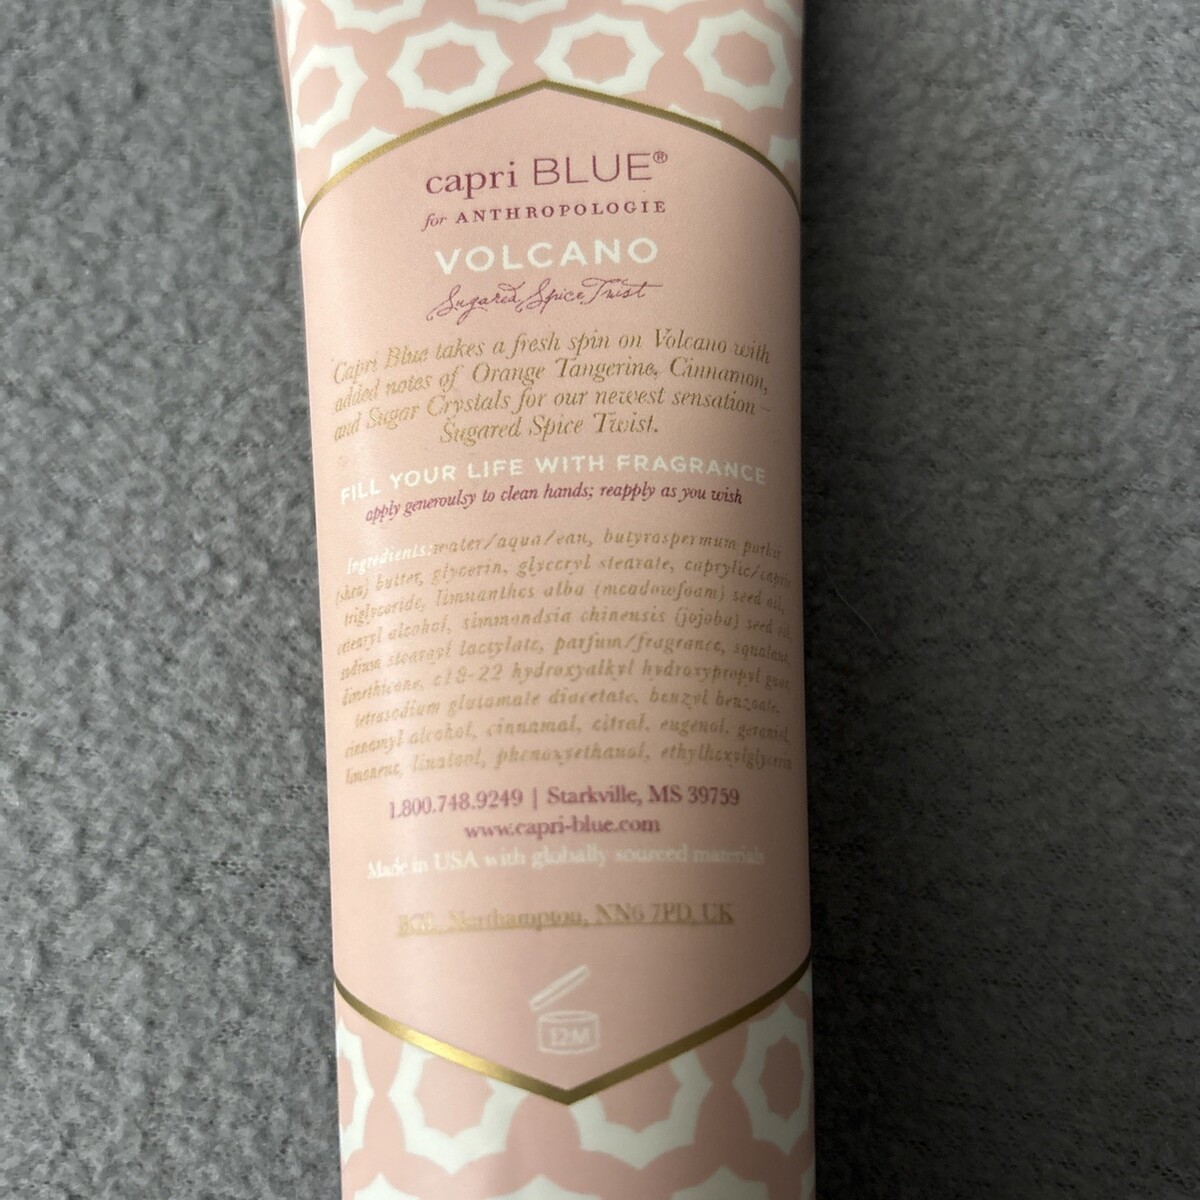 capri BLUE®
for ANTHROPOLOGIE
VOLCANO
Sugared Spice Twist
Capri Blue takes a fresh spin on Volcano with
added notes of Orange Tangerine, Cinnamon,
and Sugar Crystals for our newest sensation –
Sugared Spice Twist.
FILL YOUR LIFE WITH FRAGRANCE
apply generoulsy to clean hands; reapply as you wish
Ingredients: water/aqua/eau, butyrospermum parkii
(shea) butter, glycerin, glyceryl stearate, caprylic/capric
triglyceride, limnanthes alba (meadowfoam) seed oil,
cetearyl alcohol, simmondsia chinensis (jojoba) seed oil,
sodium stearoyl lactylate, parfum/fragrance, squalane,
dimethicone, c18-22 hydroxyalkyl hydroxypropyl guar,
tetrasodium glutamate diacetate, benzyl benzoate,
cinnamyl alcohol, cinnamal, citral, eugenol, geraniol,
limonene, linalool, phenoxyethanol, ethylhexylglycerin
1.800.748.9249 | Starkville, MS 39759
www.capri-blue.com
Made in USA with globally sourced materials
Northampton, NN6 7PD, UK
12M